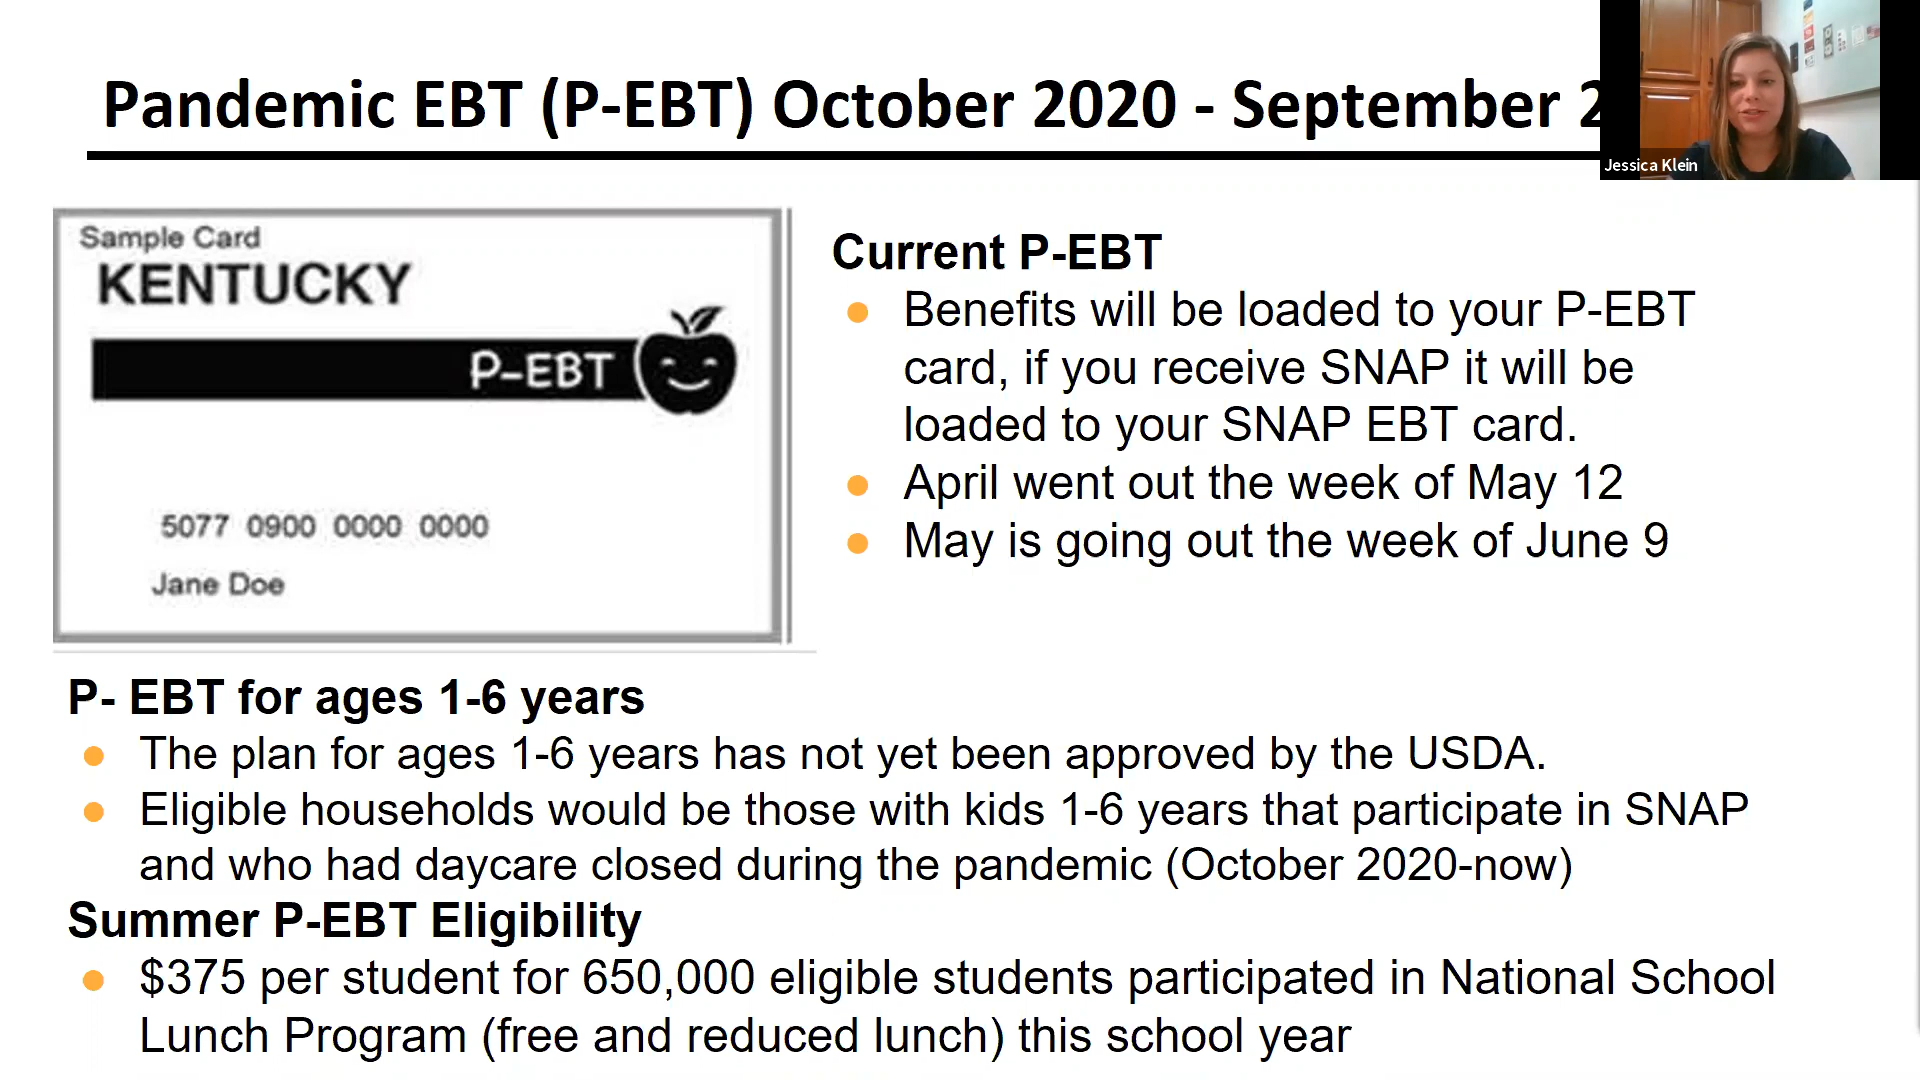 Pandemic EBT (P-EBT) October 2020 - September 2
Jessica Klein
Sample Card
KENTUCKY
P-EBT
5077 0900 0000 0000
Jane Doe
Current P-EBT
Benefits will be loaded to your P-EBT
card, if you receive SNAP it will be
loaded to your SNAP EBT card.
April went out the week of May 12
May is going out the week of June 9
P- EBT for ages 1-6 years
The plan for ages 1-6 years has not yet been approved by the USDA.
Eligible households would be those with kids 1-6 years that participate in SNAP
and who had daycare closed during the pandemic (October 2020-now)
Summer P-EBT Eligibility
$375 per student for 650,000 eligible students participated in National School
Lunch Program (free and reduced lunch) this school year